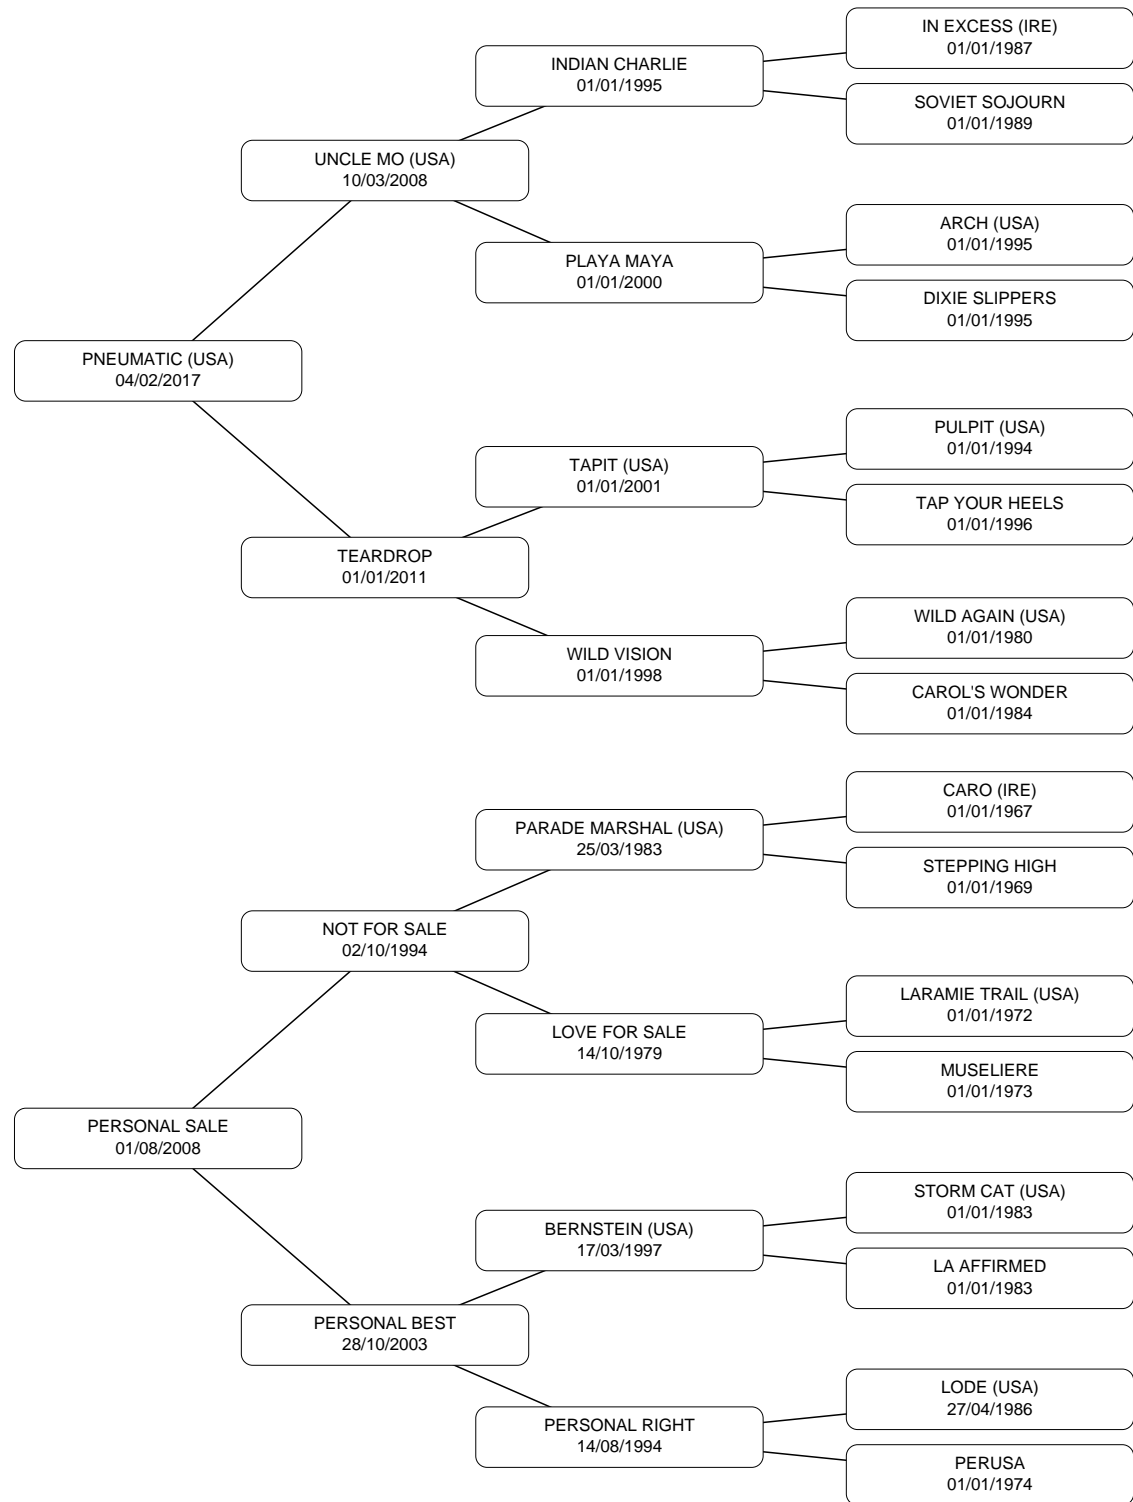 IN EXCESS (IRE)
01/01/1987
INDIAN CHARLIE
01/01/1995
SOVIET SOJOURN
01/01/1989
UNCLE MO (USA)
10/03/2008
ARCH (USA)
01/01/1995
PLAYA MAYA
01/01/2000
DIXIE SLIPPERS
01/01/1995
PNEUMATIC (USA)
04/02/2017
PULPIT (USA)
01/01/1994
TAPIT (USA)
01/01/2001
TAP YOUR HEELS
01/01/1996
TEARDROP
01/01/2011
WILD AGAIN (USA)
01/01/1980
WILD VISION
01/01/1998
CAROL'S WONDER
01/01/1984
CARO (IRE)
01/01/1967
PARADE MARSHAL (USA)
25/03/1983
STEPPING HIGH
01/01/1969
NOT FOR SALE
02/10/1994
LARAMIE TRAIL (USA)
01/01/1972
LOVE FOR SALE
14/10/1979
MUSELIERE
01/01/1973
PERSONAL SALE
01/08/2008
STORM CAT (USA)
01/01/1983
BERNSTEIN (USA)
17/03/1997
LA AFFIRMED
01/01/1983
PERSONAL BEST
28/10/2003
LODE (USA)
27/04/1986
PERSONAL RIGHT
14/08/1994
PERUSA
01/01/1974